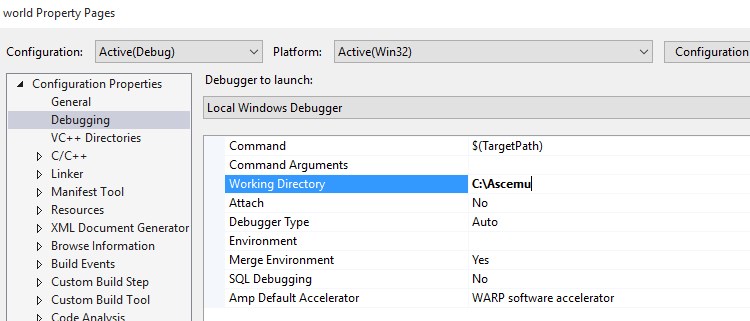 world Property Pages
Configuration: Active(Debug) Platform: Active(Win32) Configuration
Configuration Properties
General
Debugging
VC++ Directories
C/C++
Linker
Manifest Tool
Resources
XML Document Generator
Browse Information
Build Events
Custom Build Step
Custom Build Tool
Code Analysis
Debugger to launch:
Local Windows Debugger
Command $(TargetPath)
Command Arguments
Working Directory C:\Ascemu
Attach No
Debugger Type Auto
Environment
Merge Environment Yes
SQL Debugging No
Amp Default Accelerator WARP software accelerator